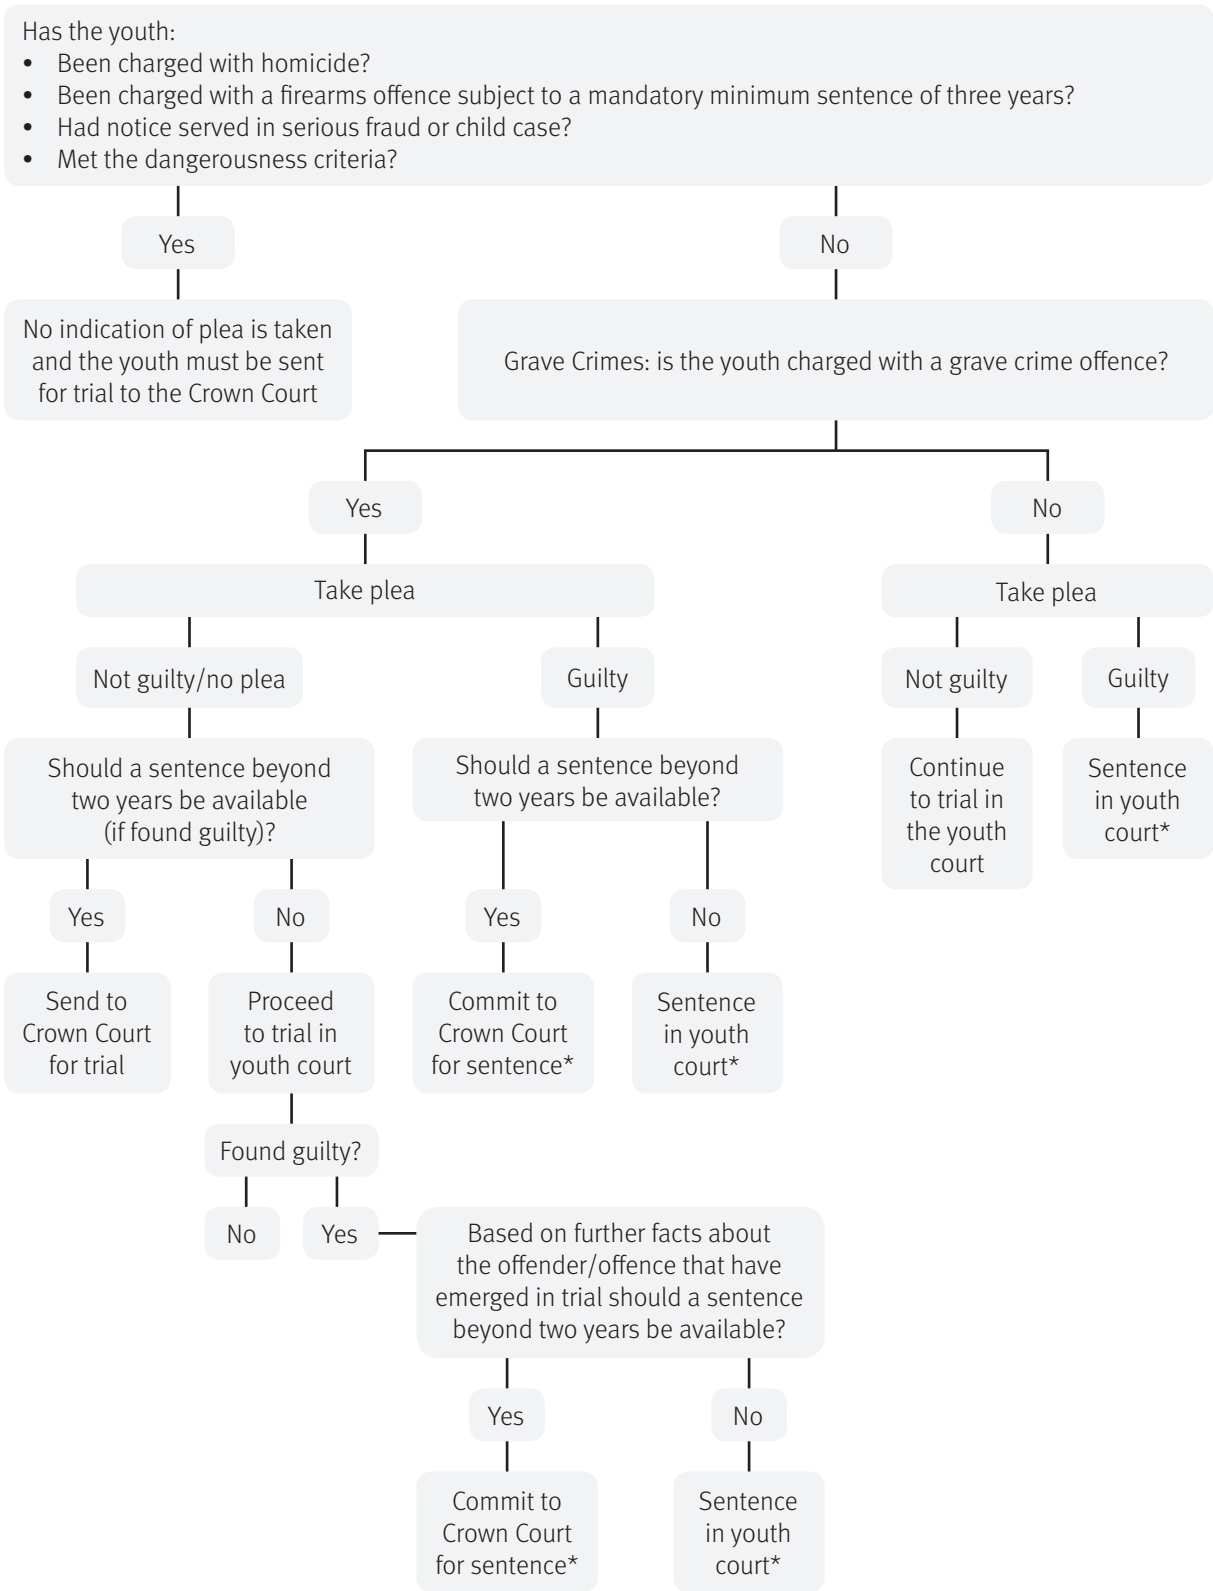 Has the youth:
• Been charged with homicide?
• Been charged with a firearms offence subject to a mandatory minimum sentence of three years?
• Had notice served in serious fraud or child case?
• Met the dangerousness criteria?
Yes
No
No indication of plea is taken
and the youth must be sent
for trial to the Crown Court
Grave Crimes: is the youth charged with a grave crime offence?
Yes
No
Take plea
Take plea
Not guilty/no plea
Guilty
Not guilty
Guilty
Should a sentence beyond
two years be available
(if found guilty)?
Should a sentence beyond
two years be available?
Continue
to trial in
the youth
court
Sentence
in youth
court*
Yes
No
Yes
No
Send to
Crown Court
for trial
Proceed
to trial in
youth court
Commit to
Crown Court
for sentence*
Sentence
in youth
court*
Found guilty?
No
Yes
Based on further facts about
the offender/offence that have
emerged in trial should a sentence
beyond two years be available?
Yes
No
Commit to
Crown Court
for sentence*
Sentence
in youth
court*